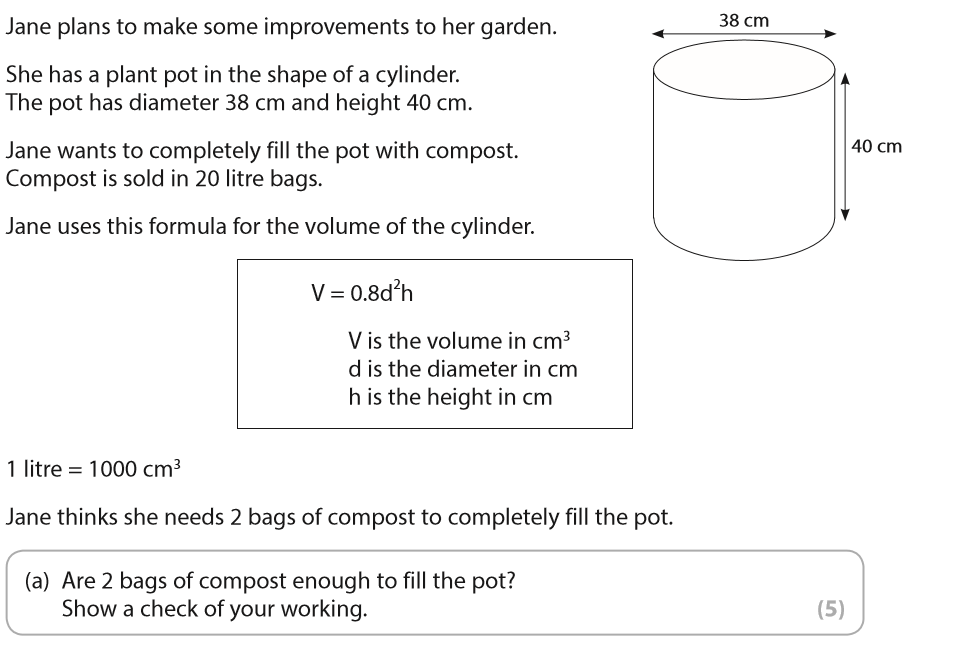 Jane plans to make some improvements to her garden.
38 cm
She has a plant pot in the shape of a cylinder.
The pot has diameter 38 cm and height 40 cm.
40 cm
Jane wants to completely fill the pot with compost.
Compost is sold in 20 litre bags.
Jane uses this formula for the volume of the cylinder.
V = 0.8d²h
V is the volume in cm³
d is the diameter in cm
h is the height in cm
1 litre = 1000 cm³
Jane thinks she needs 2 bags of compost to completely fill the pot.
(a) Are 2 bags of compost enough to fill the pot?
Show a check of your working.
(5)